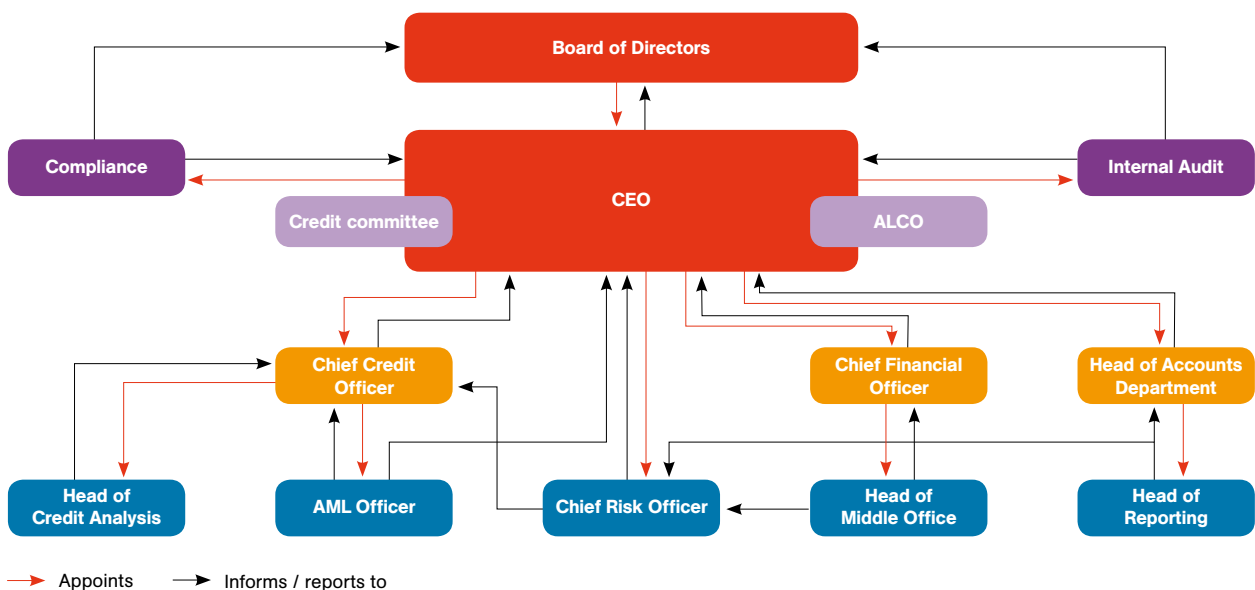 Board of Directors
Compliance
Internal Audit
CEO
Credit committee
ALCO
Chief Credit
Officer
Chief Financial
Officer
Head of Accounts
Department
Head of
Credit Analysis
AML Officer
Chief Risk Officer
Head of
Middle Office
Head of
Reporting
Appoints
Informs / reports to